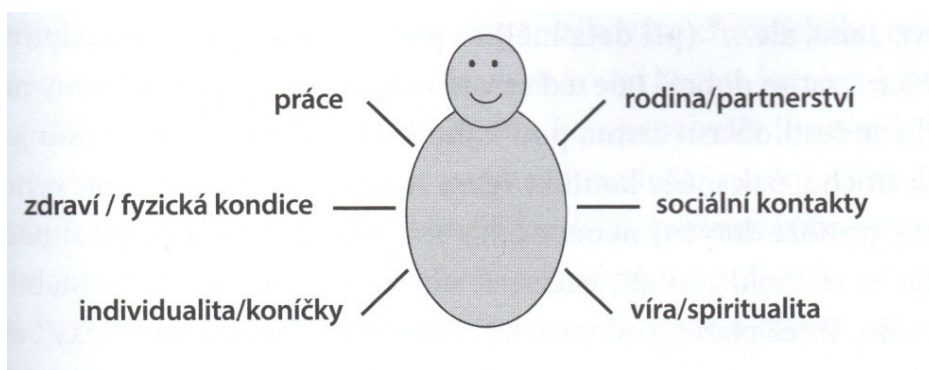 práce
rodina/partnerství
zdraví / fyzická kondice
sociální kontakty
individualita/koníčky
víra/spiritualita